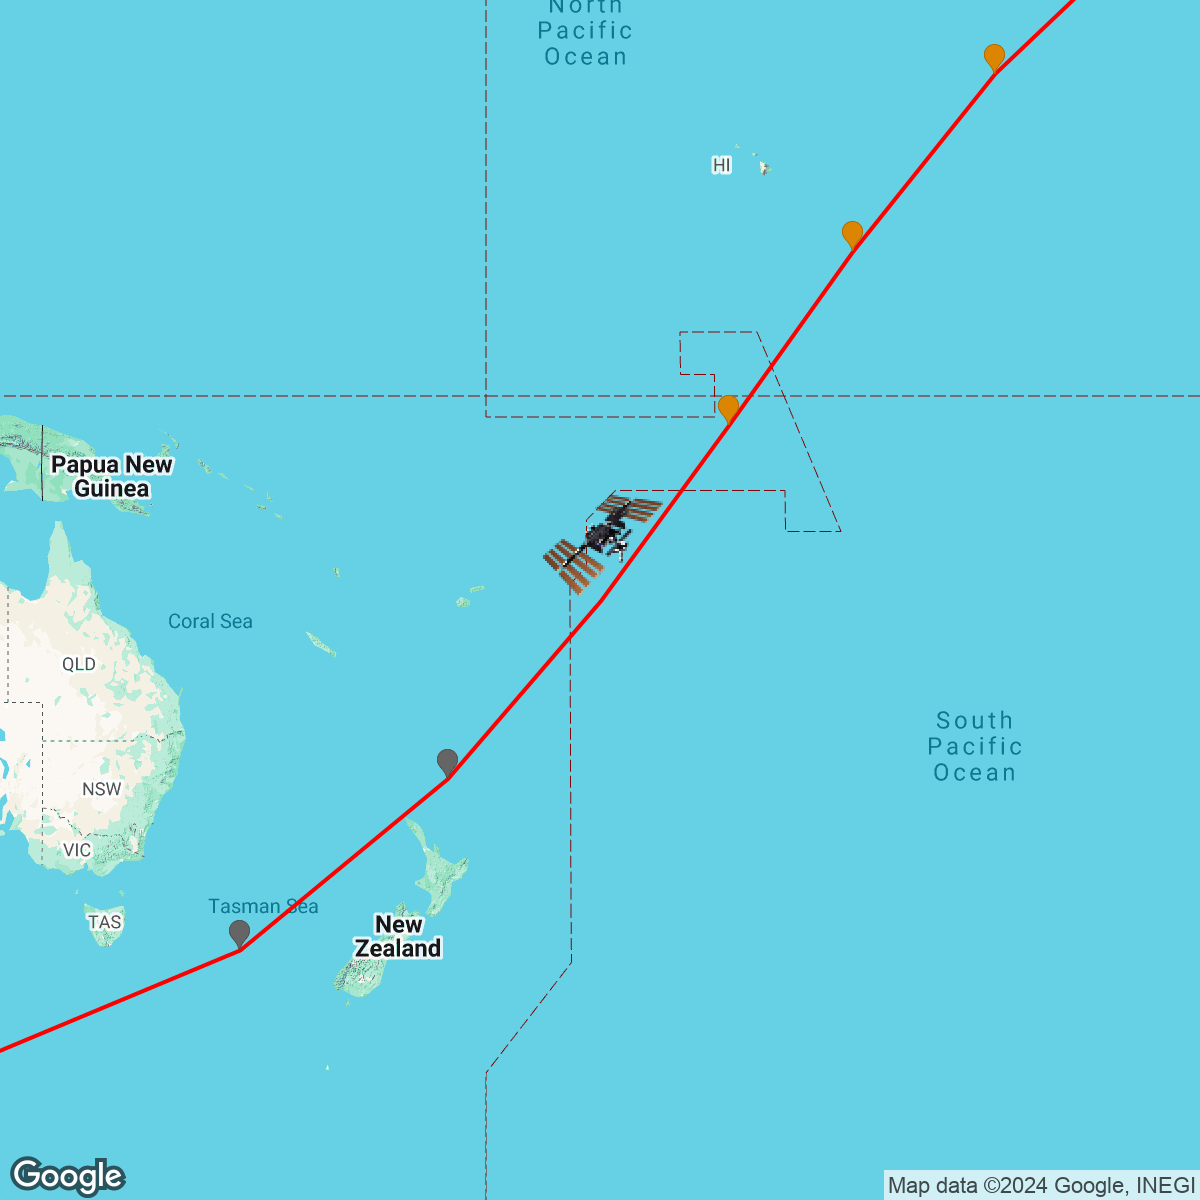 North
Pacific
Ocean
HI
Papua New
Guinea
Coral Sea
QLD
South
Pacific
Ocean
NSW
VIC
Tasman Sea
TAS
New
Zealand
Google
Map data ©2024 Google, INEGI